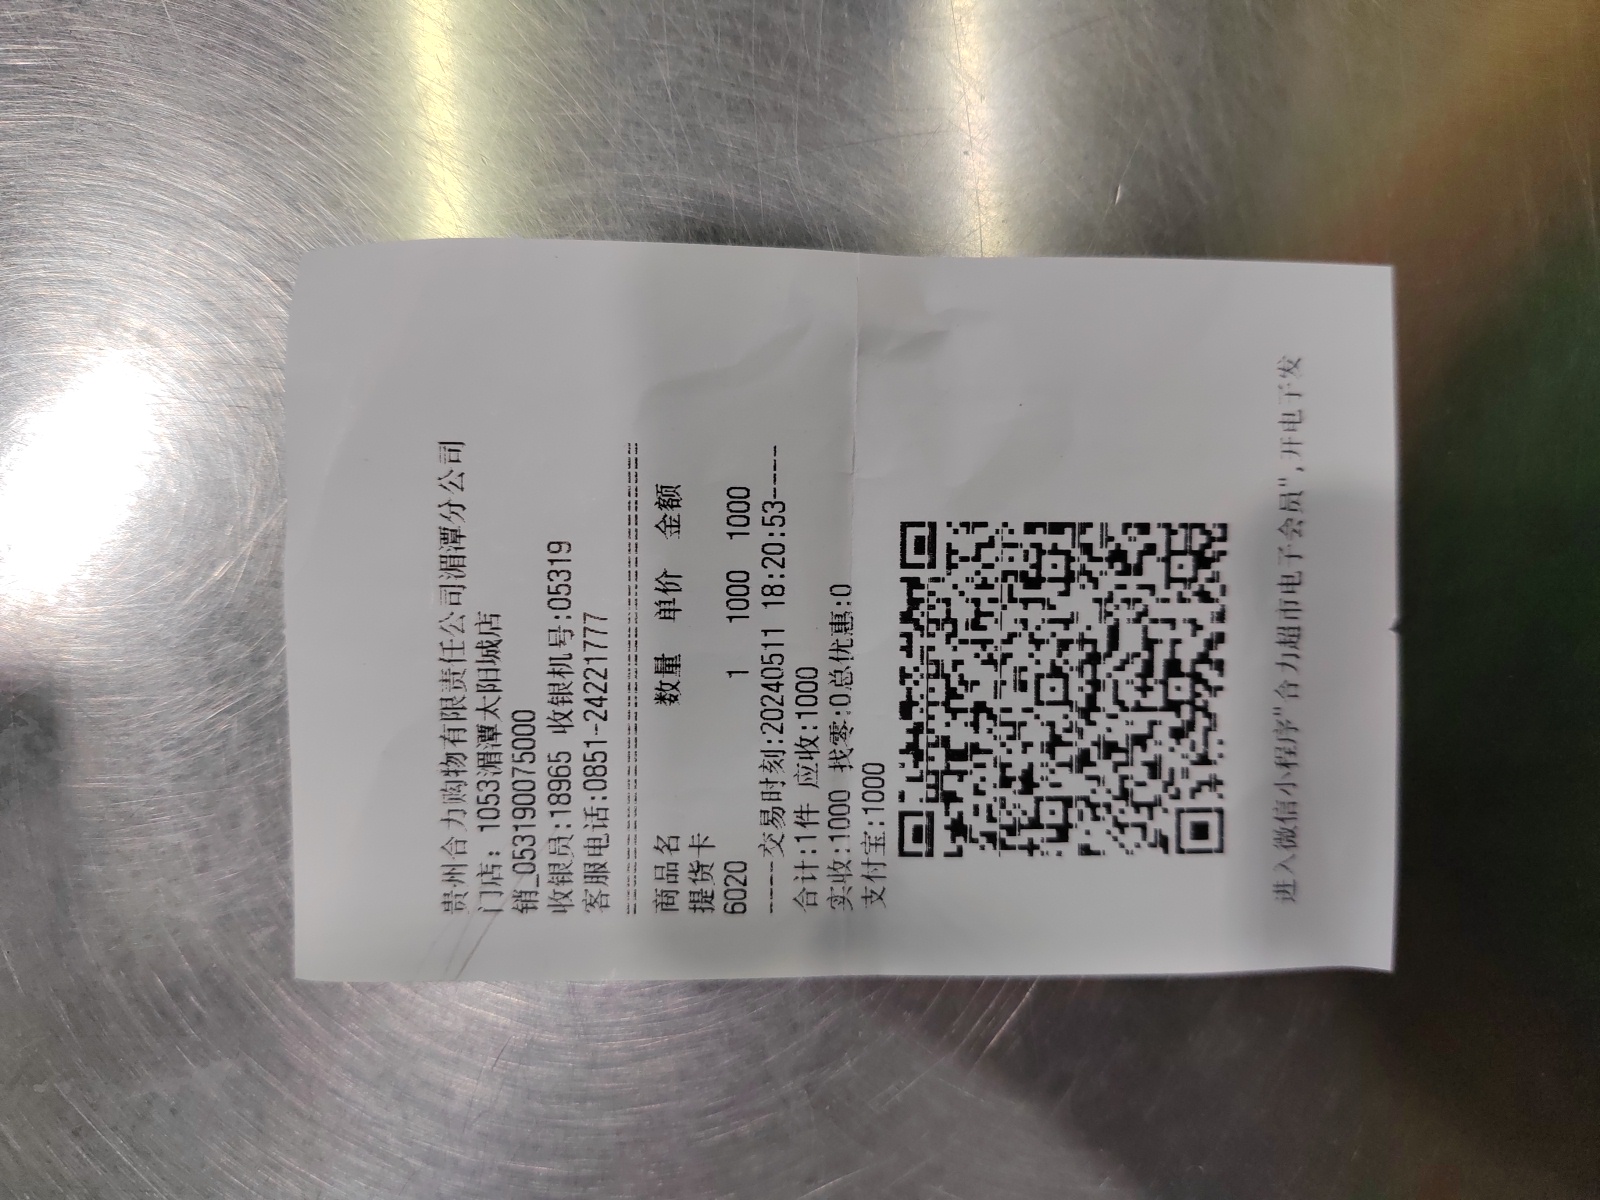 贵州合力购物有限责任公司湄潭分公司
门店: 1053湄潭太阳城店
销_053190075000
收银员:18965 收银机号:05319
客服电话:0851-24221777
==========================================
商品名 数量 单价 金额
提货卡
6020 1 1000 1000
----交易时刻:20240511 18:20:53----
合计:1件 应收:1000
实收:1000 找零:0总优惠:0
支付宝:1000
进入微信小程序"合力超市电子会员",开电子发